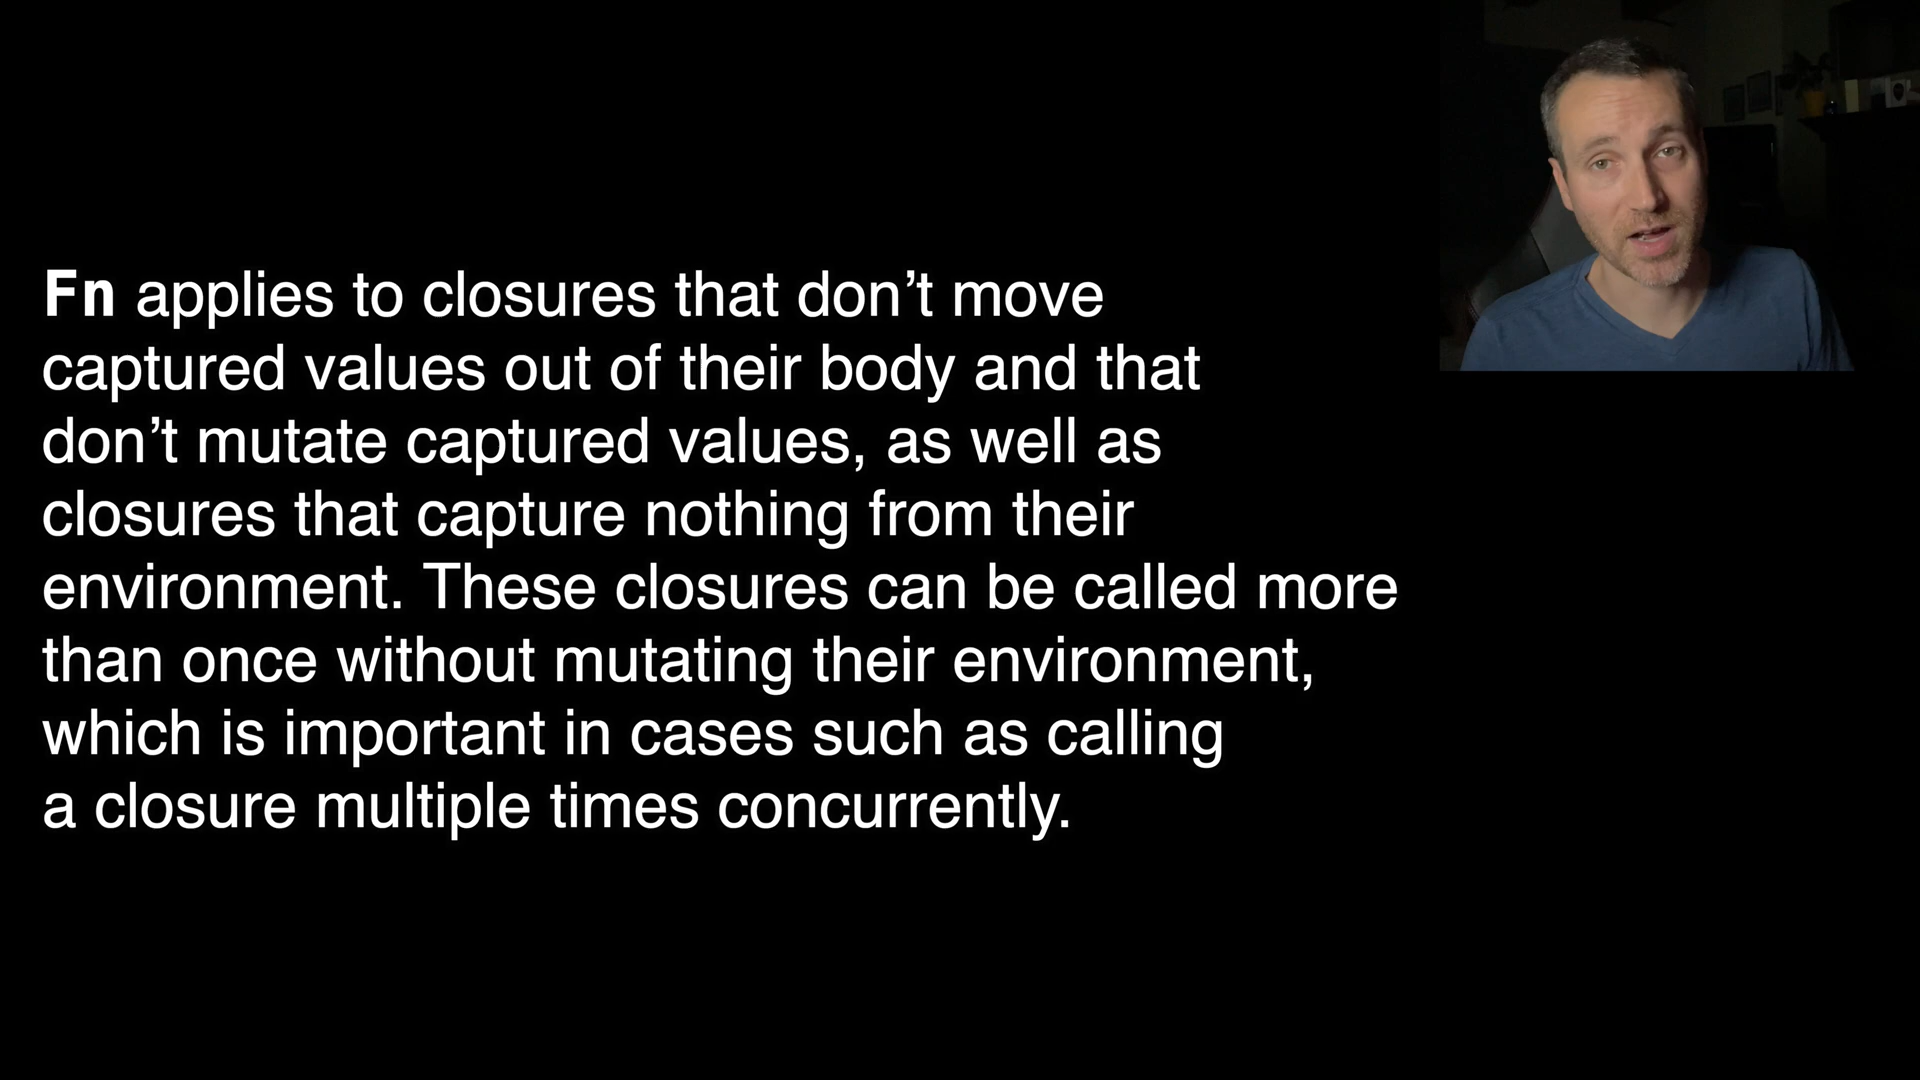 Fn applies to closures that don’t move
captured values out of their body and that
don’t mutate captured values, as well as
closures that capture nothing from their
environment. These closures can be called more
than once without mutating their environment,
which is important in cases such as calling
a closure multiple times concurrently.